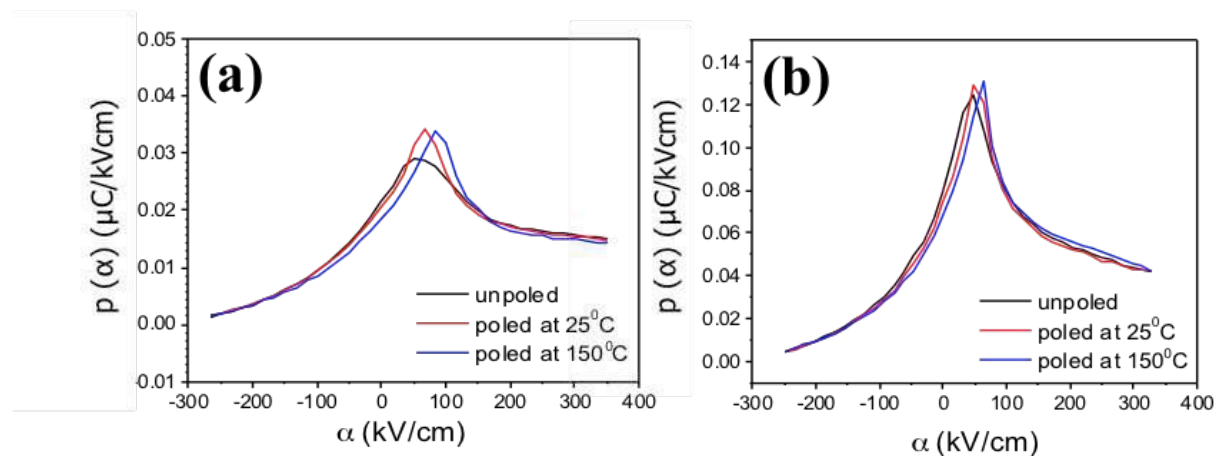 (a)
p (α) (μC/kVcm)
0.05
0.04
0.03
0.02
0.01
0.00
.01
-300 -200 -100 0 100 200 300 400
α (kV/cm)
unpoled
poled at 25⁰C
poled at 150⁰C
(b)
p (α) (μC/kVcm)
0.14
0.12
0.10
0.08
0.06
0.04
0.02
0.00
-300 -200 -100 0 100 200 300 400
α (kV/cm)
unpoled
poled at 25⁰C
poled at 150⁰C